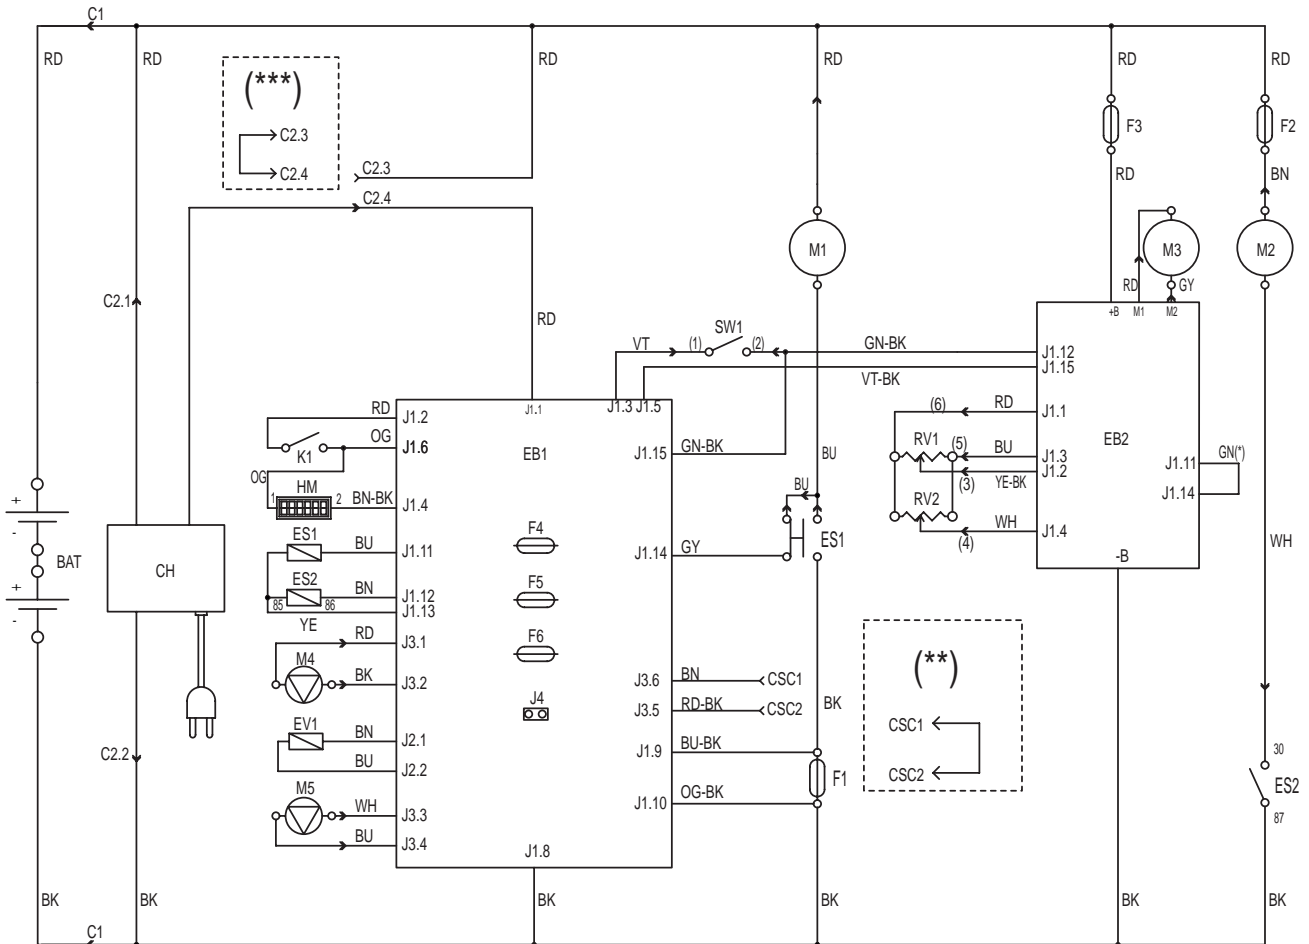 C1
RD RD RD RD RD RD
(***)
C2.3
C2.4
C2.3
C2.4
F3 F2
RD BN
M1 M3 M2
C2.1
RD GY
+B M1 M2
RD
VT (1) SW1 (2) GN-BK J1.12
VT-BK J1.15
RD J1.2 J1.1 J1.3 J1.5
(6) RD J1.1
OG J1.6 EB1 J1.15 GN-BK
K1
RV1 (5) BU J1.3 EB2
(3) YE-BK J1.2
J1.11 GN(*)
J1.14
OG HM
1 2 BN-BK J1.4
BU
BU
RV2 WH J1.4
(4)
ES1 BU J1.11
F4
J1.14 GY
ES1
WH
+
-
BAT
+
-
CH
-B
ES2 BN J1.12
85 86 J1.13
F5
YE RD J3.1
F6
M4 BK J3.2
J3.6 BN CSC1
J3.5 RD-BK CSC2
J4
BK
(**)
CSC1
CSC2
EV1 BN J2.1
BU J2.2
J1.9 BU-BK
C2.2
F1
30
ES2
87
M5 WH J3.3
BU J3.4
J1.10 OG-BK
J1.8
BK BK BK BK BK BK
C1